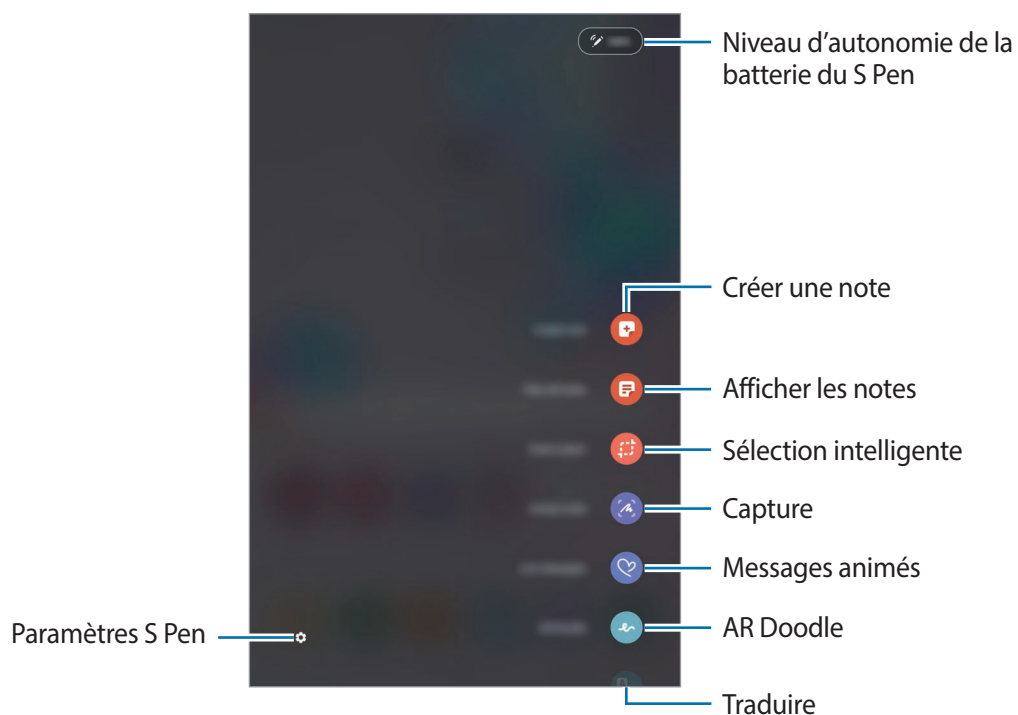 Niveau d'autonomie de la
batterie du S Pen
Créer une note
Afficher les notes
Sélection intelligente
Capture
Messages animés
AR Doodle
Paramètres S Pen
Traduire